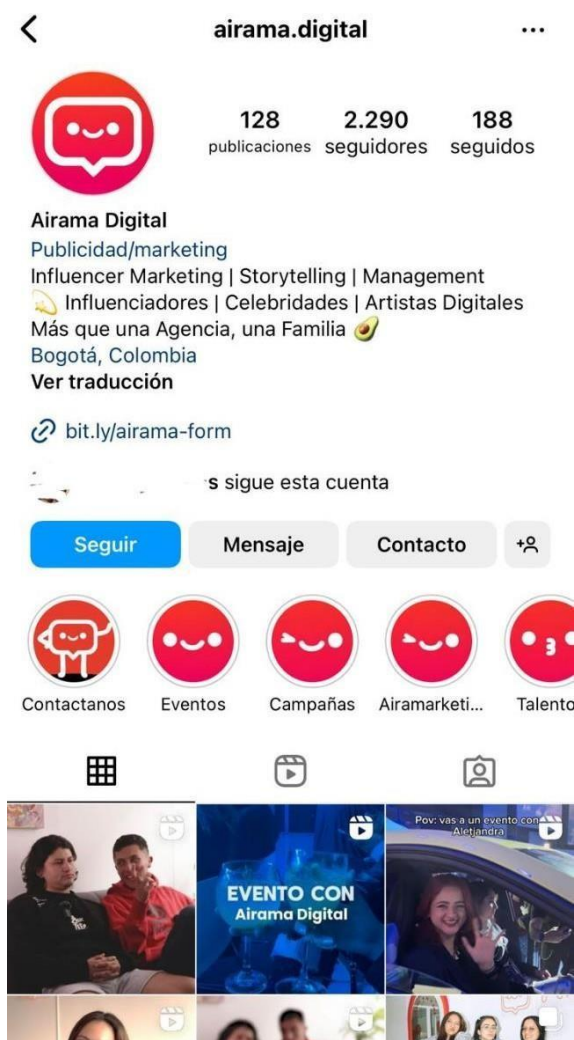 airama.digital
128 2.290 188
publicaciones seguidores seguidos
Airama Digital
Publicidad/marketing
Influencer Marketing | Storytelling | Management
💫 Influenciadores | Celebridades | Artistas Digitales
Más que una Agencia, una Familia 🥑
Bogotá, Colombia
Ver traducción
bit.ly/airama-form
s sigue esta cuenta
Seguir Mensaje Contacto
Contactanos Eventos Campañas Airamarketi... Talento
Pov: vas a un evento con
Alejandra
EVENTO CON
Airama Digital